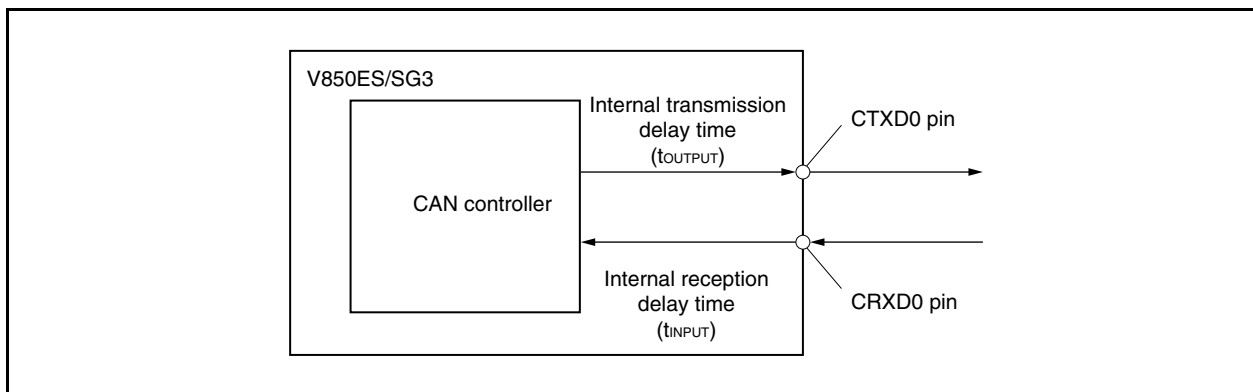 V850ES/SG3
Internal transmission
delay time
(tOUTPUT)
CTXD0 pin
CAN controller
Internal reception
delay time
(tINPUT)
CRXD0 pin